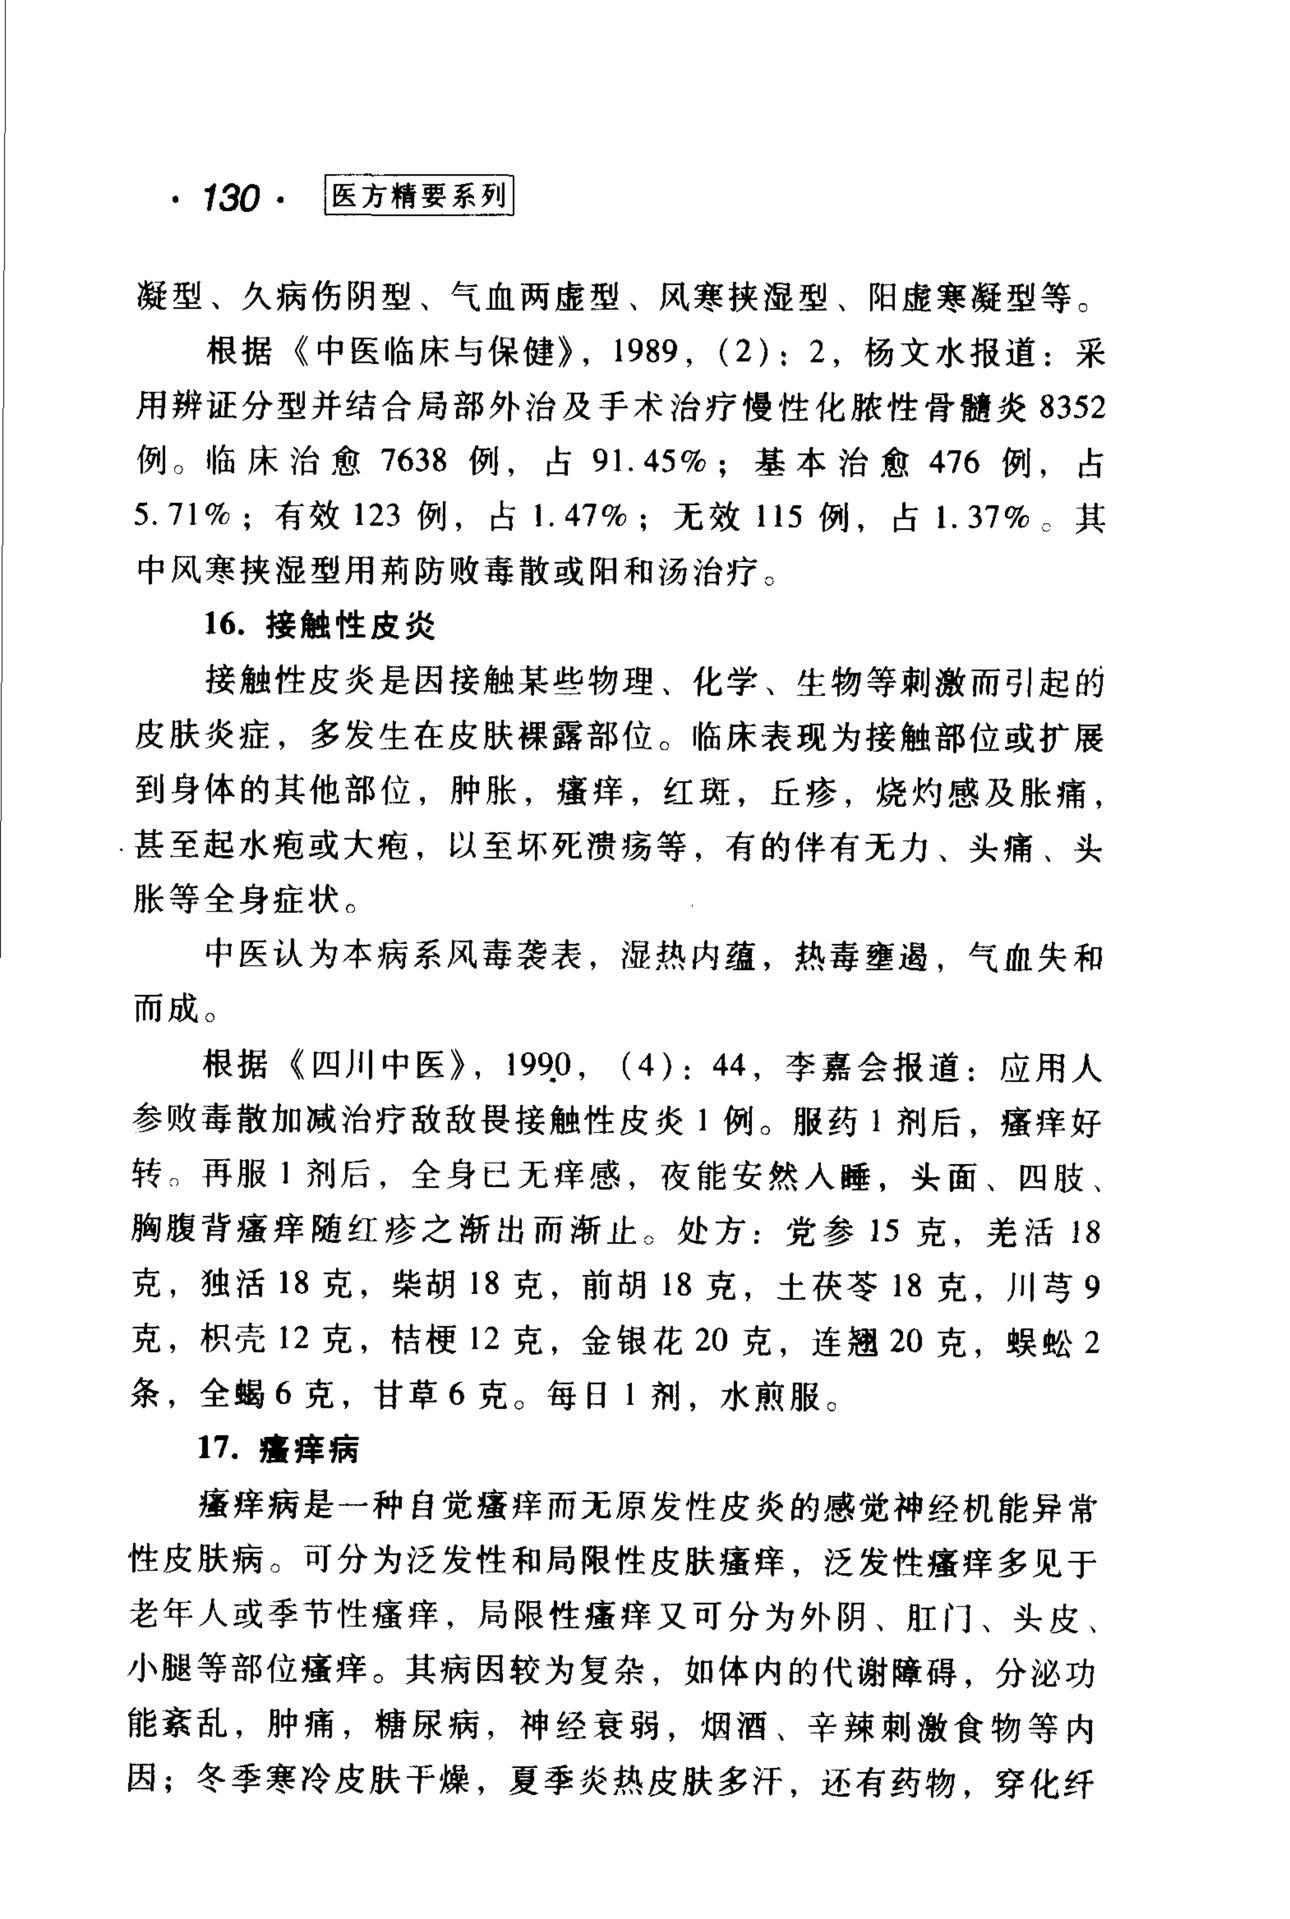 ·130· 医方精要系列
凝型、久病伤阴型、气血两虚型、风寒挟湿型、阳虚寒凝型等。
根据《中医临床与保健》，1989，(2)：2，杨文水报道：采
用辨证分型并结合局部外治及手术治疗慢性化脓性骨髓炎8352
例。临床治愈 7638 例，占 91.45%；基本治愈 476 例，占
5.71%；有效 123 例，占 1.47%；无效 115 例，占 1.37%。其
中风寒挟湿型用荊防败毒散或阳和汤治疗。
16. 接触性皮炎
接触性皮炎是因接触某些物理、化学、生物等刺激而引起的
皮肤炎症，多发生在皮肤裸露部位。临床表现为接触部位或扩展
到身体的其他部位，肿胀，瘙痒，红斑，丘疹，烧灼感及胀痛，
甚至起水疱或大疱，以至坏死溃疡等，有的伴有无力、头痛、头
胀等全身症状。
中医认为本病系风毒袭表，湿热内蕴，热毒壅遏，气血失和
而成。
根据《四川中医》，1990，(4)：44，李嘉会报道：应用人
参败毒散加减治疗敌敌畏接触性皮炎 1 例。服药 1 剂后，瘙痒好
转。再服 1 剂后，全身已无痒感，夜能安然入睡，头面、四肢、
胸腹背瘙痒随红疹之渐出而渐止。处方：党参 15 克，羌活 18
克，独活 18 克，柴胡 18 克，前胡 18 克，土茯苓 18 克，川芎 9
克，枳壳 12 克，桔梗 12 克，金银花 20 克，连翘 20 克，蜈蚣 2
条，全蝎 6 克，甘草 6 克。每日 1 剂，水煎服。
17. 瘙痒病
瘙痒病是一种自觉瘙痒而无原发性皮炎的感觉神经机能异常
性皮肤病。可分为泛发性和局限性皮肤瘙痒，泛发性瘙痒多见于
老年人或季节性瘙痒，局限性瘙痒又可分为外阴、肛门、头皮、
小腿等部位瘙痒。其病因较为复杂，如体内的代谢障碍，分泌功
能紊乱，肿痛，糖尿病，神经衰弱，烟酒、辛辣刺激食物等内
因；冬季寒冷皮肤干燥，夏季炎热皮肤多汗，还有药物，穿化纤